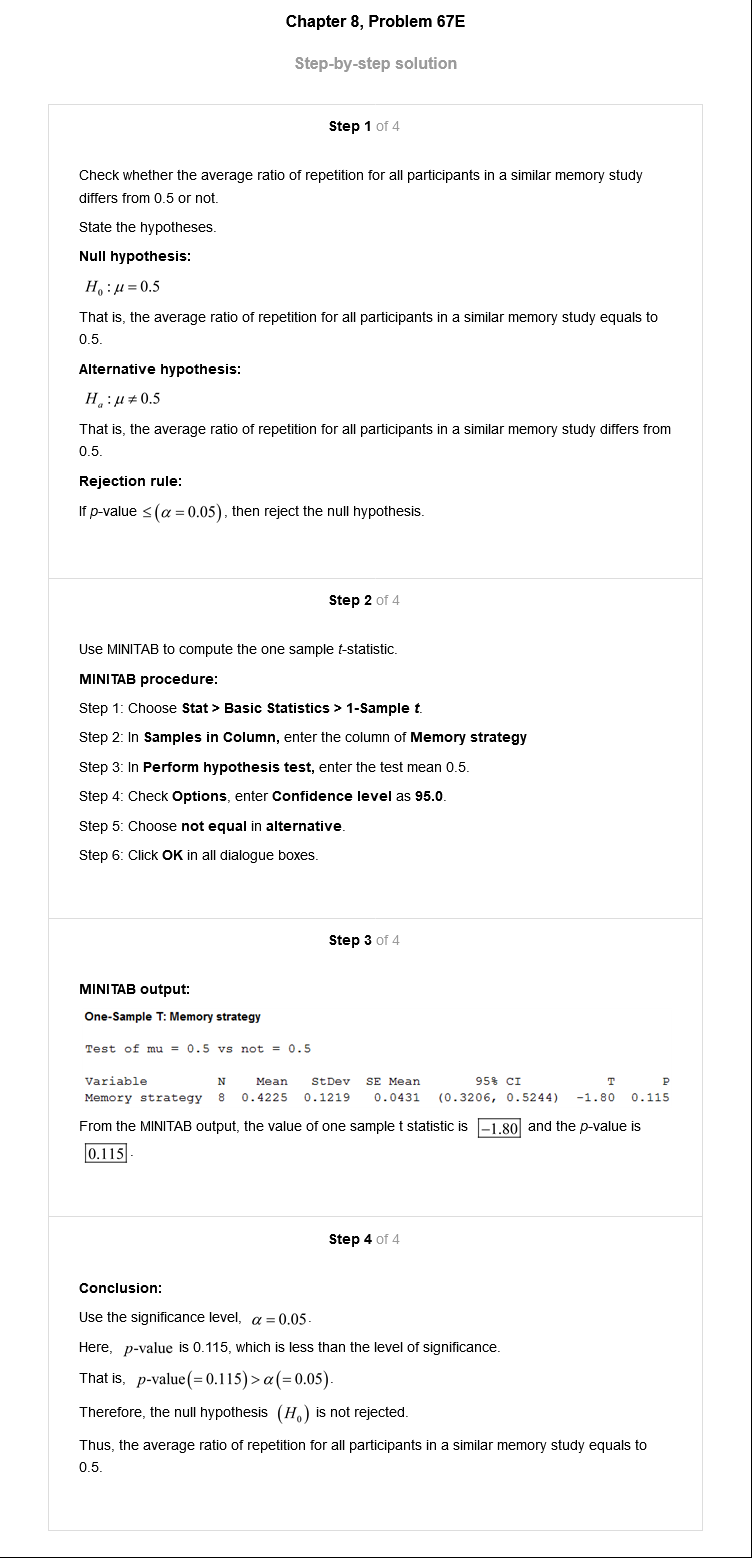 Chapter 8, Problem 67E
Step-by-step solution
Step 1 of 4
Check whether the average ratio of repetition for all participants in a similar memory study
differs from 0.5 or not.
State the hypotheses.
Null hypothesis:
H₀ : μ = 0.5
That is, the average ratio of repetition for all participants in a similar memory study equals to
0.5.
Alternative hypothesis:
Hₐ : μ ≠ 0.5
That is, the average ratio of repetition for all participants in a similar memory study differs from
0.5.
Rejection rule:
If p-value ≤ (α = 0.05), then reject the null hypothesis.
Step 2 of 4
Use MINITAB to compute the one sample t-statistic.
MINITAB procedure:
Step 1: Choose Stat > Basic Statistics > 1-Sample t.
Step 2: In Samples in Column, enter the column of Memory strategy
Step 3: In Perform hypothesis test, enter the test mean 0.5.
Step 4: Check Options, enter Confidence level as 95.0.
Step 5: Choose not equal in alternative.
Step 6: Click OK in all dialogue boxes.
Step 3 of 4
MINITAB output:
One-Sample T: Memory strategy
Test of mu = 0.5 vs not = 0.5
Variable N Mean StDev SE Mean 95% CI T P
Memory strategy 8 0.4225 0.1219 0.0431 (0.3206, 0.5244) -1.80 0.115
From the MINITAB output, the value of one sample t statistic is −1.80 and the p-value is
0.115.
Step 4 of 4
Conclusion:
Use the significance level, α = 0.05.
Here, p-value is 0.115, which is less than the level of significance.
That is, p-value(= 0.115) > α(= 0.05).
Therefore, the null hypothesis (H₀) is not rejected.
Thus, the average ratio of repetition for all participants in a similar memory study equals to
0.5.